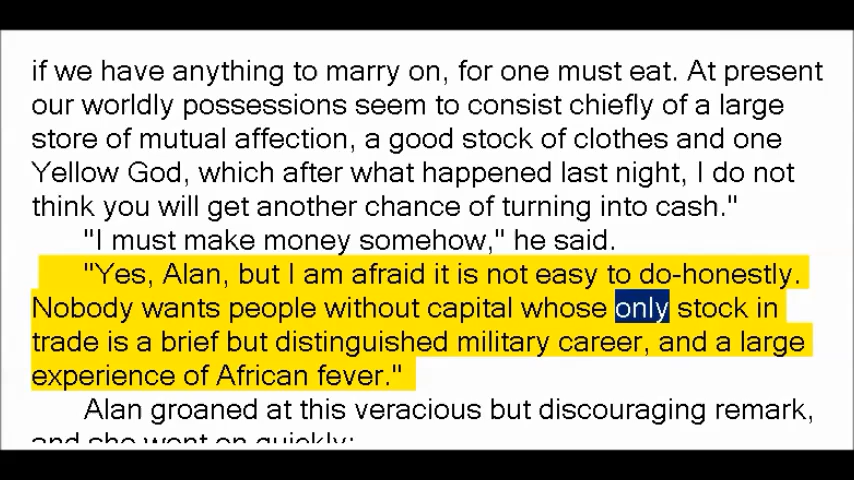 if we have anything to marry on, for one must eat. At present
our worldly possessions seem to consist chiefly of a large
store of mutual affection, a good stock of clothes and one
Yellow God, which after what happened last night, I do not
think you will get another chance of turning into cash."
"I must make money somehow," he said.
"Yes, Alan, but I am afraid it is not easy to do-honestly.
Nobody wants people without capital whose only stock in
trade is a brief but distinguished military career, and a large
experience of African fever."
Alan groaned at this veracious but discouraging remark,
and she went on quickly: